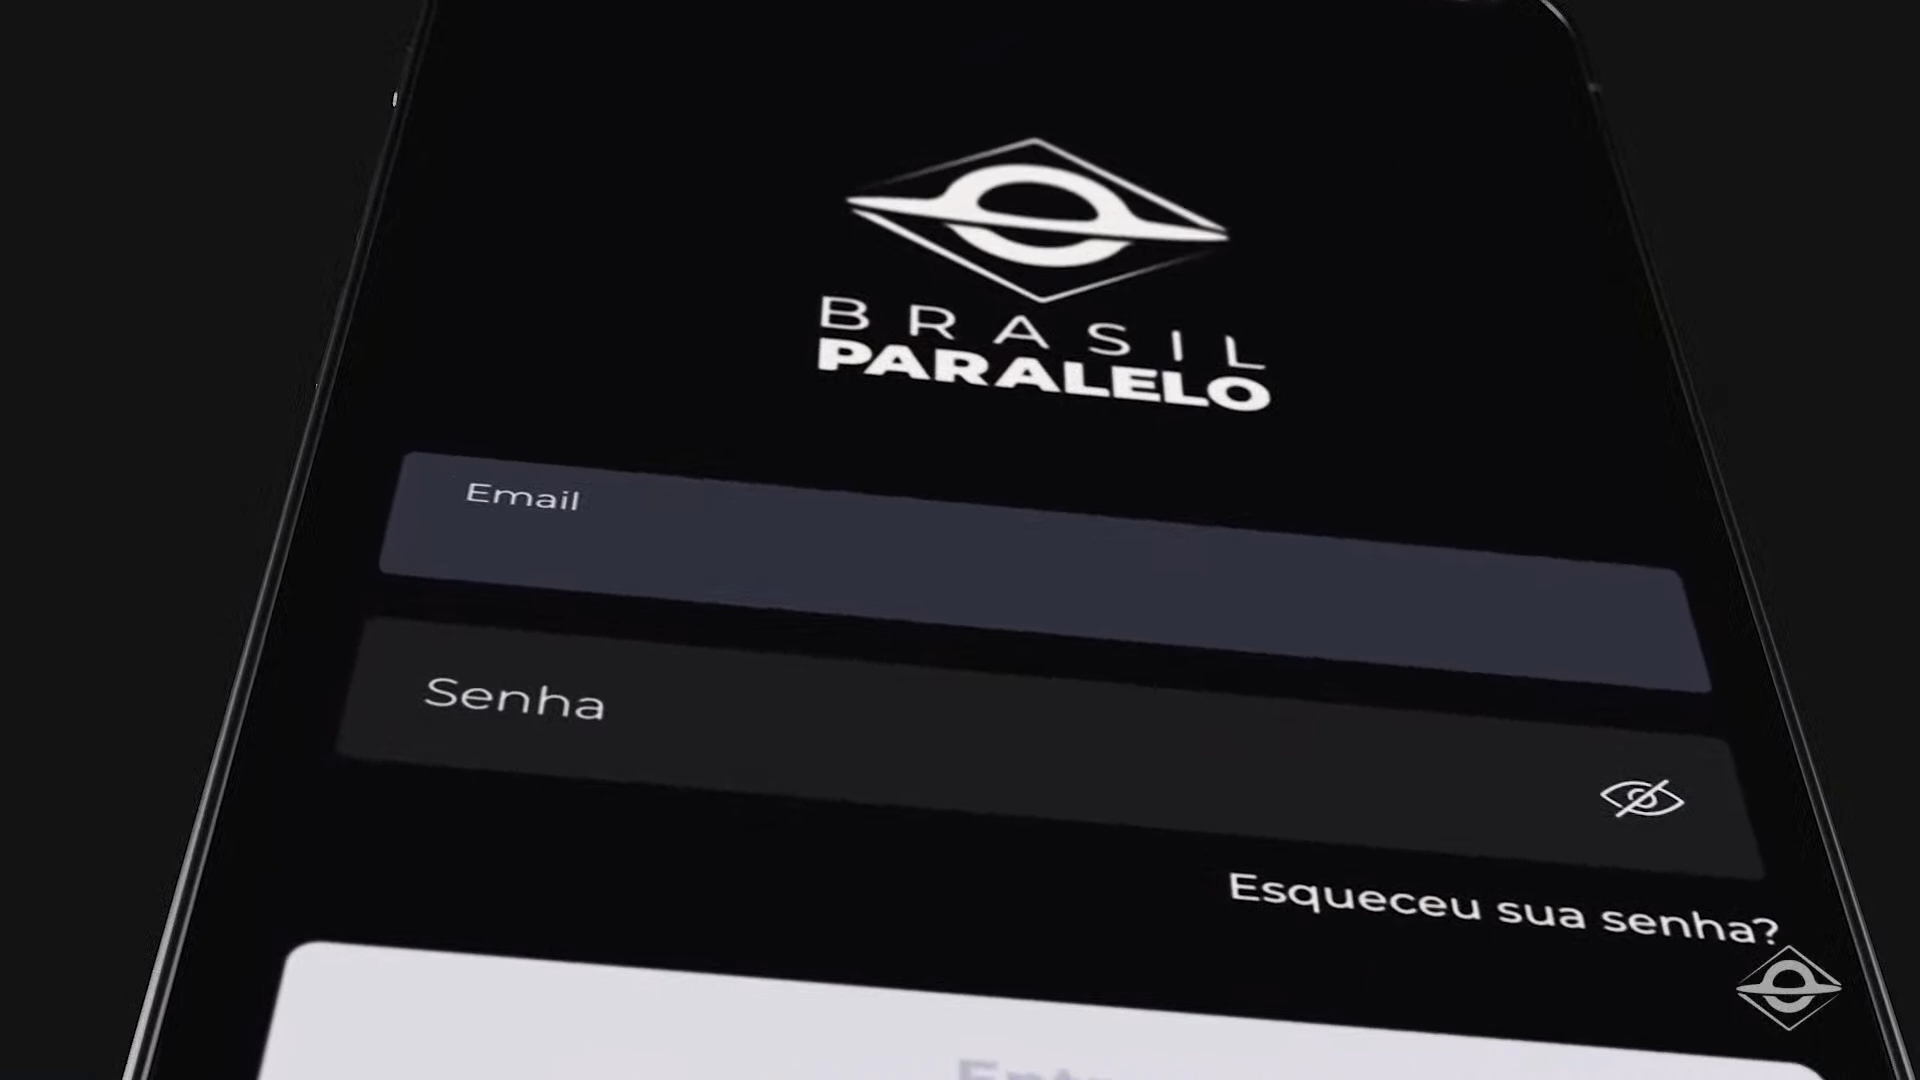 BRASIL
PARALELO
Email
Senha
Esqueceu sua senha?